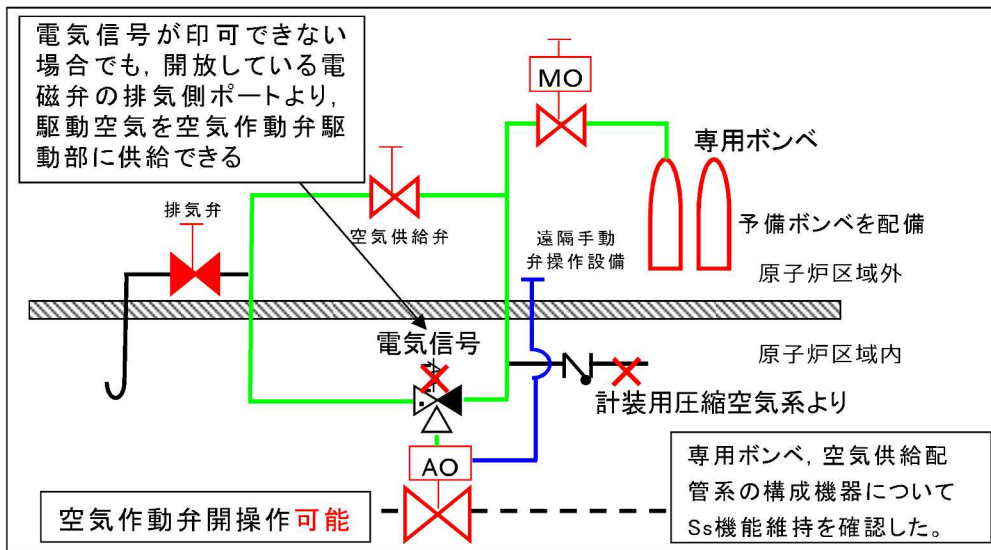 電気信号が印可できない
場合でも，開放している電
磁弁の排気側ポートより，
駆動空気を空気作動弁駆
動部に供給できる
MO
専用ボンベ
排気弁
空気供給弁
遠隔手動
弁操作設備
予備ボンベを配備
原子炉区域外
電気信号
原子炉区域内
計装用圧縮空気系より
AO
空気作動弁開操作可能
専用ボンベ，空気供給配
管系の構成機器について
Ss機能維持を確認した。